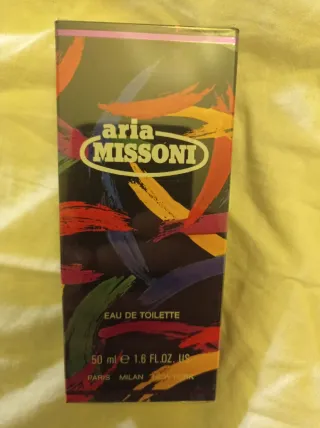 aria
MISSONI
EAU DE TOILETTE
50 ml e 1.6 FL.OZ. US
PARIS MILAN NEW YORK